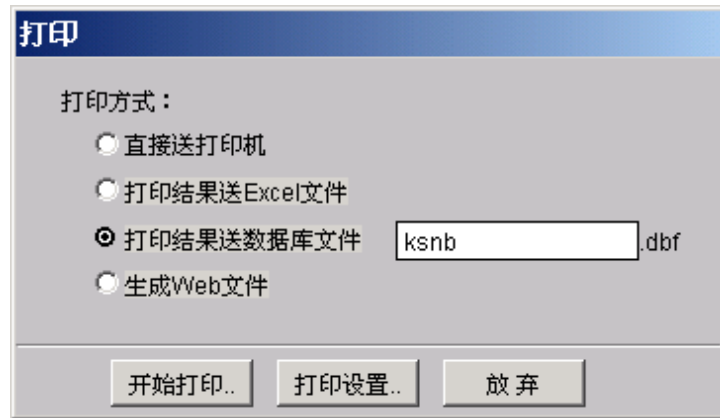 打印
打印方式：
直接送打印机
打印结果送Excel文件
打印结果送数据库文件 ksnb .dbf
生成Web文件
开始打印.. 打印设置.. 放 弃